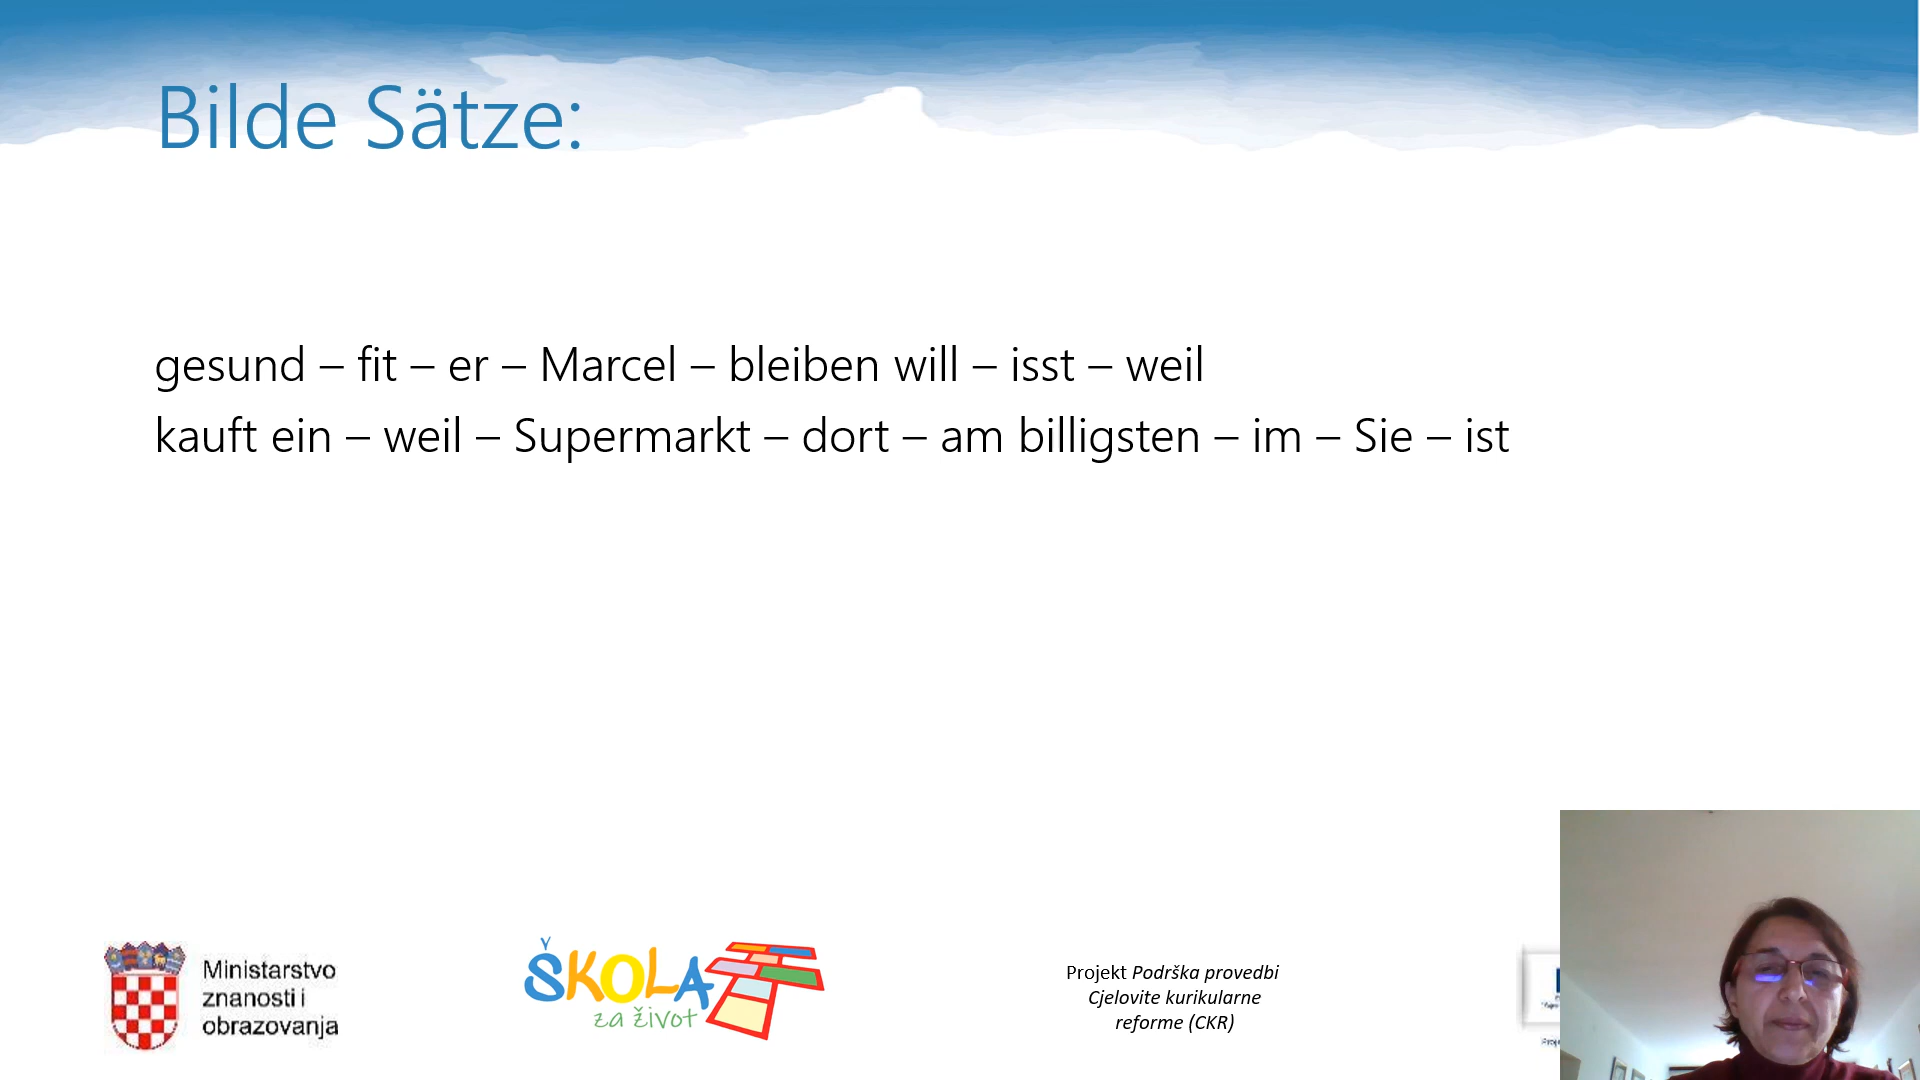 Bilde Sätze:
gesund – fit – er – Marcel – bleiben will – isst – weil
kauft ein – weil – Supermarkt – dort – am billigsten – im – Sie – ist
Ministarstvo
znanosti i
obrazovanja
ŠKOLA
za život
Projekt Podrška provedbi
Cjelovite kurikularne
reforme (CKR)